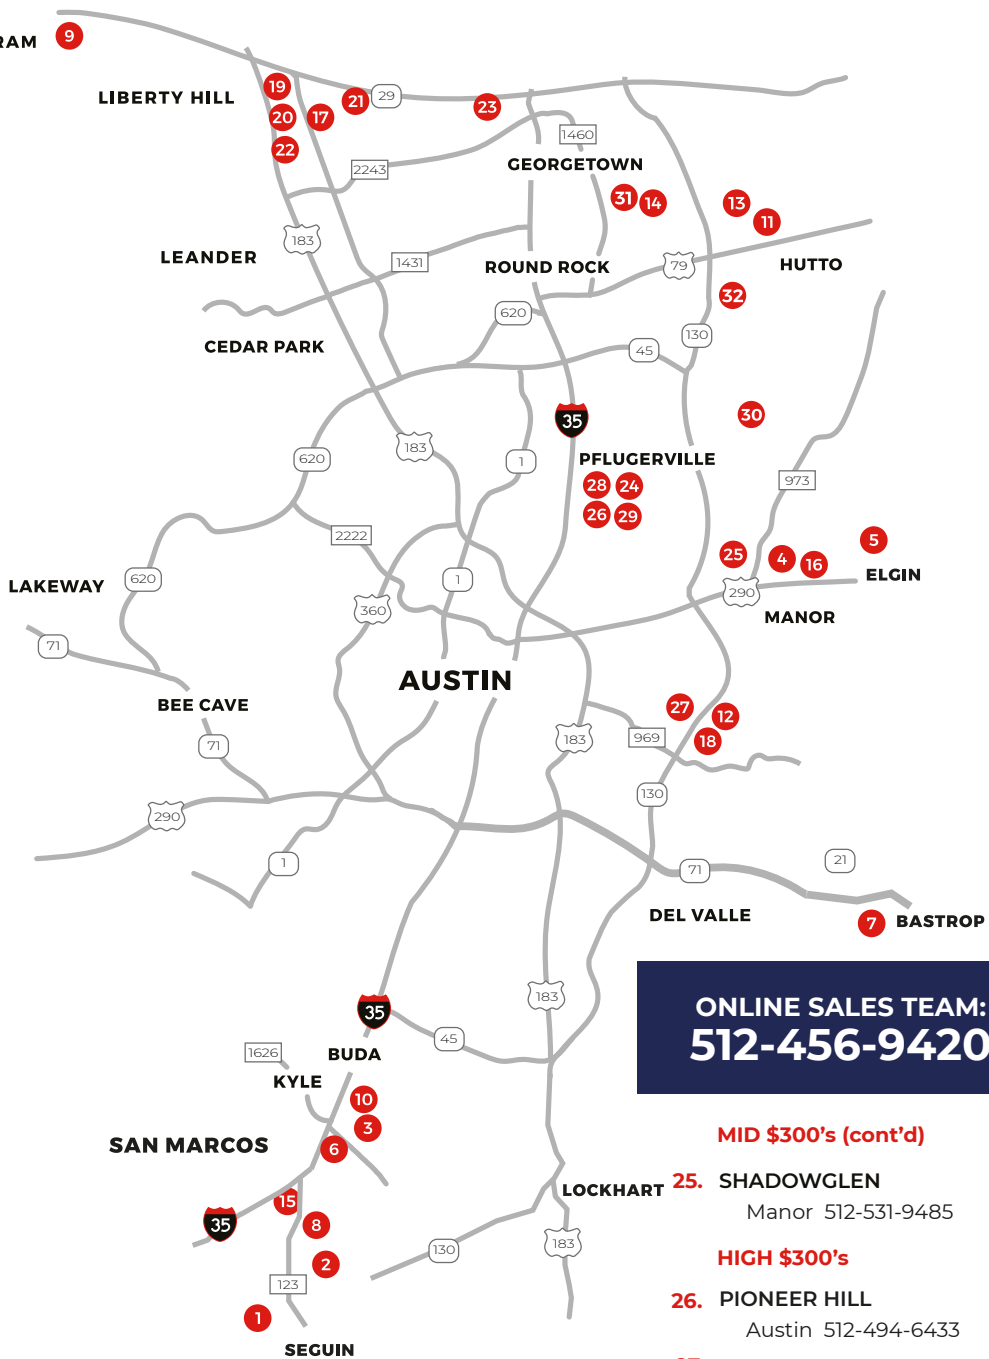 RAM
9
19
LIBERTY HILL
21
29
23
20
17
22
1460
2243
GEORGETOWN
31
14
13
11
183
LEANDER
1431
ROUND ROCK
79
HUTTO
32
620
130
CEDAR PARK
45
35
30
183
620
1
PFLUGERVILLE
973
28
24
26
29
2222
5
25
4
16
ELGIN
LAKEWAY
620
1
290
360
MANOR
71
AUSTIN
BEE CAVE
27
12
183
969
18
71
130
290
1
21
71
DEL VALLE
7
BASTROP
183
35
ONLINE SALES TEAM:
512-456-9420
45
1626
BUDA
KYLE
10
3
SAN MARCOS
6
MID $300's (cont'd)
LOCKHART
25. SHADOWGLEN
Manor 512-531-9485
15
35
8
183
130
2
HIGH $300's
123
26. PIONEER HILL
1
Austin 512-494-6433
SEGUIN